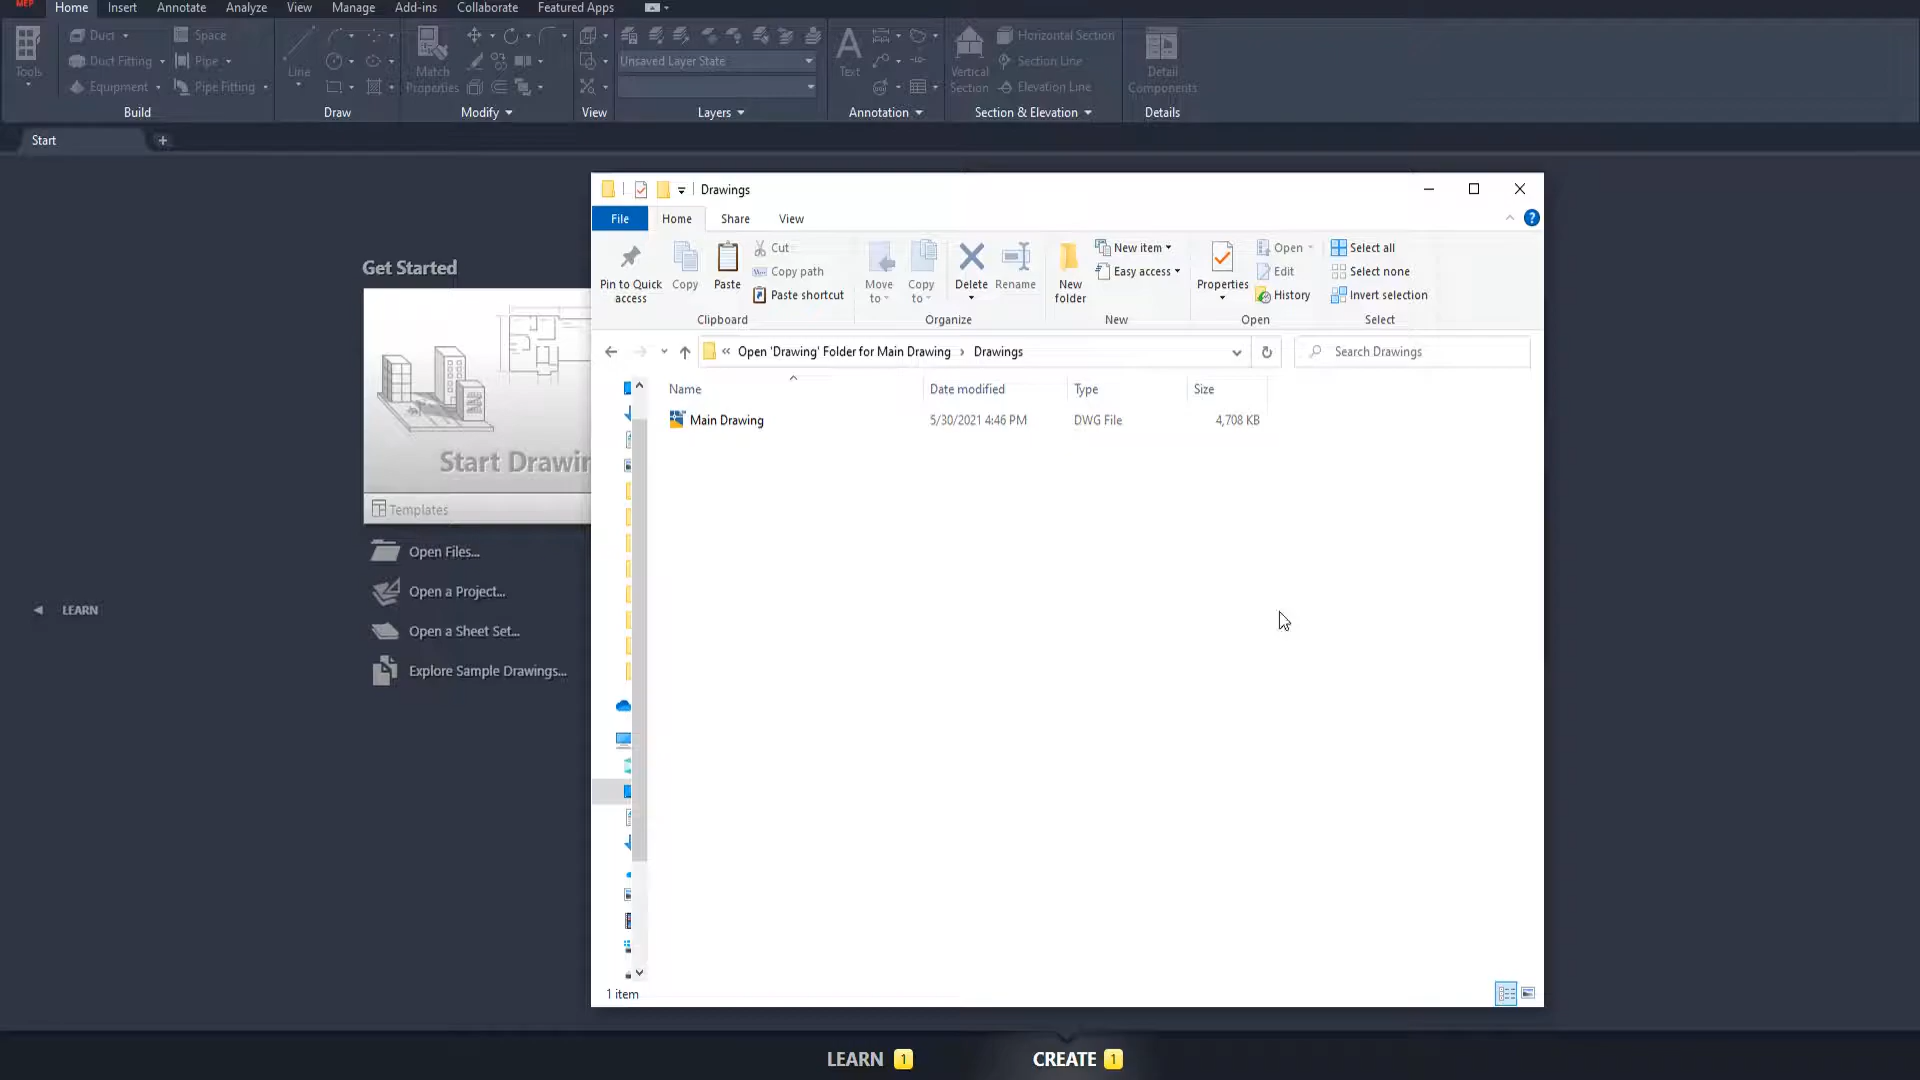 MEP
Home Insert Annotate Analyze View Manage Add-ins Collaborate Featured Apps
Duct Space
Duct Fitting Pipe
Equipment Pipe Fitting
Tools
Line
Match
Properties
Unsaved Layer State
Text
Vertical
Section
Horizontal Section
Section Line
Elevation Line
Detail
Components
Build Draw Modify View Layers Annotation Section & Elevation Details
Start
Drawings
File Home Share View
Pin to Quick
access
Copy
Paste
Cut
Copy path
Paste shortcut
Move
to
Copy
to
Delete
Rename
New
folder
New item
Easy access
Properties
Open
Edit
History
Select all
Select none
Invert selection
Clipboard Organize New Open Select
« Open 'Drawing' Folder for Main Drawing › Drawings
Search Drawings
Name Date modified Type Size
Main Drawing 5/30/2021 4:46 PM DWG File 4,708 KB
1 item
Get Started
Start Drawin
Templates
Open Files...
Open a Project...
Open a Sheet Set...
Explore Sample Drawings...
LEARN
LEARN 1
CREATE 1